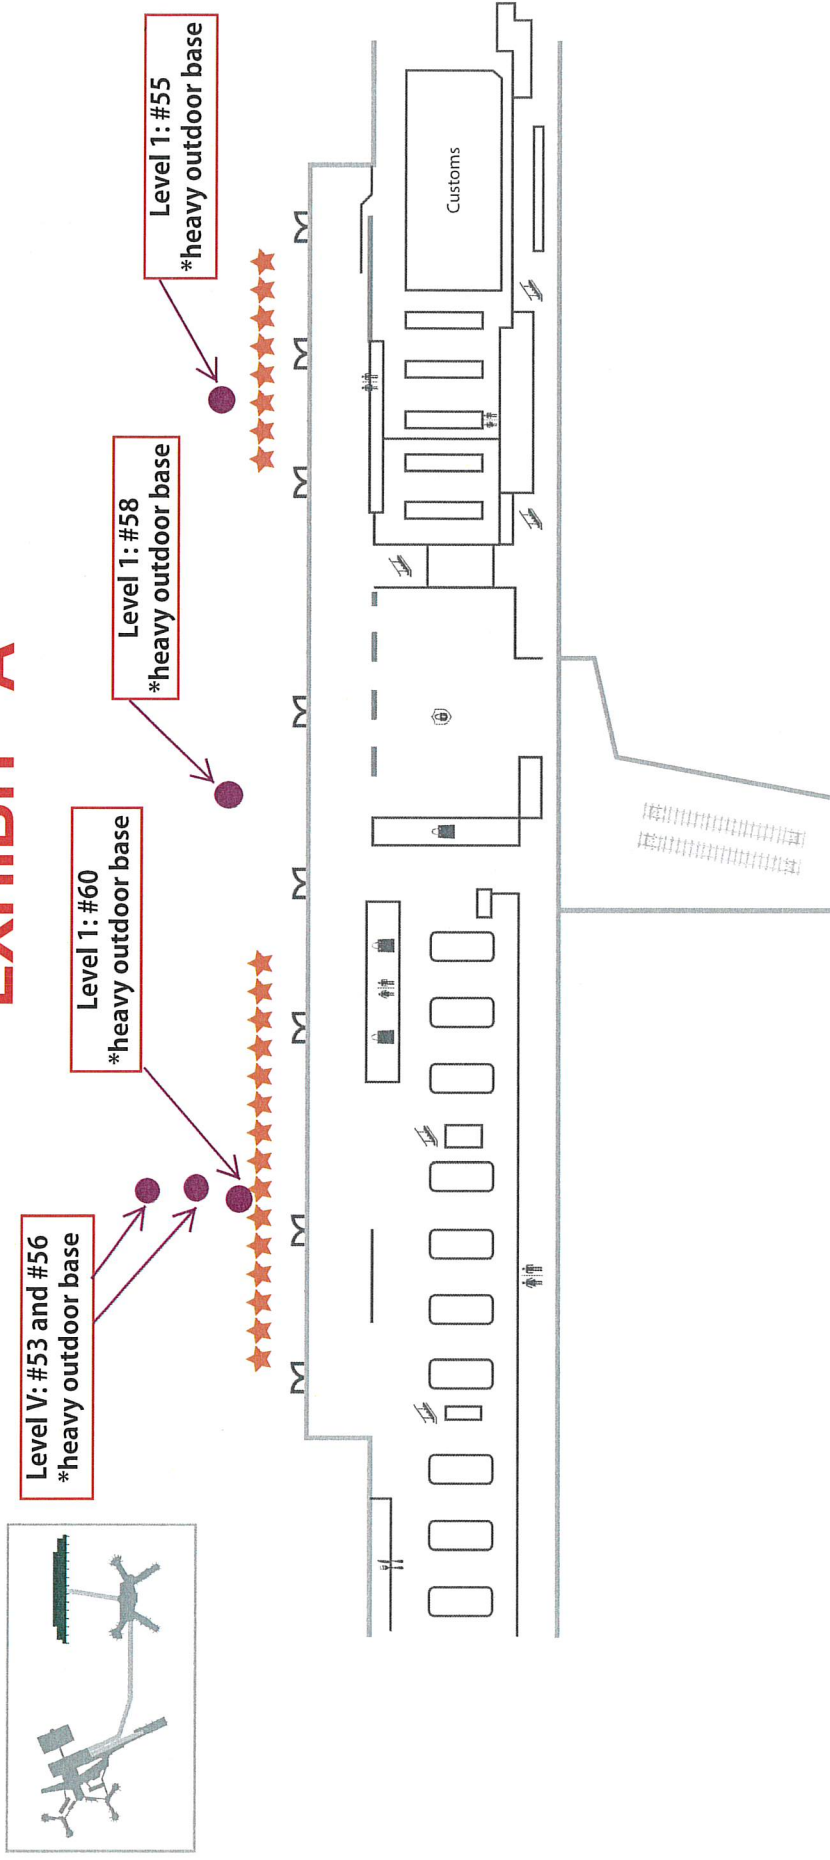 EXHIBIT A
Level V: #53 and #56
*heavy outdoor base
Level 1: #60
*heavy outdoor base
Level 1: #58
*heavy outdoor base
Level 1: #55
*heavy outdoor base
Customs